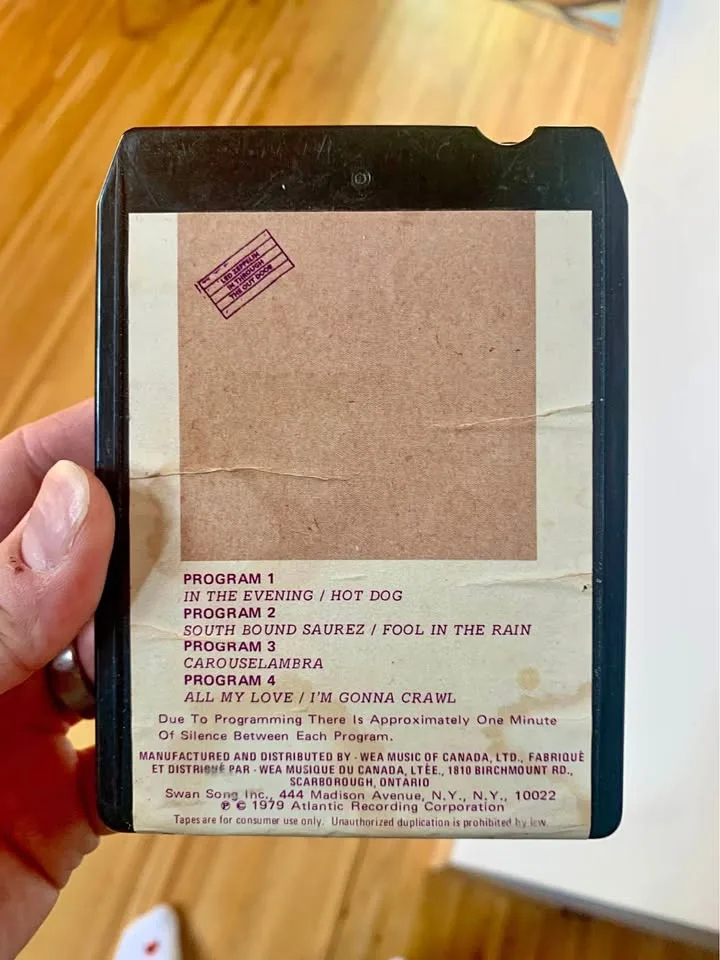 LED ZEPPELIN
IN THROUGH
THE OUT DOOR
PROGRAM 1
IN THE EVENING / HOT DOG
PROGRAM 2
SOUTH BOUND SAUREZ / FOOL IN THE RAIN
PROGRAM 3
CAROUSELAMBRA
PROGRAM 4
ALL MY LOVE / I'M GONNA CRAWL
Due To Programming There Is Approximately One Minute
Of Silence Between Each Program.
MANUFACTURED AND DISTRIBUTED BY - WEA MUSIC OF CANADA, LTD., FABRIQUÈ
ET DISTRIBUÉ PAR - WEA MUSIQUE DU CANADA, LTÈE., 1810 BIRCHMOUNT RD.,
SCARBOROUGH, ONTARIO
Swan Song Inc., 444 Madison Avenue, N.Y., N.Y., 10022
℗ © 1979 Atlantic Recording Corporation
Tapes are for consumer use only. Unauthorized duplication is prohibited by law.